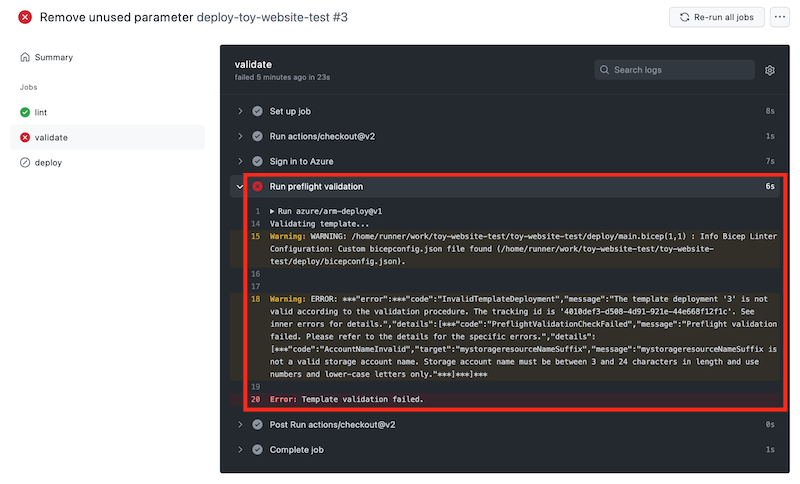 Remove unused parameter deploy-toy-website-test #3
Re-run all jobs
Summary
Jobs
lint
validate
deploy
validate
failed 5 minutes ago in 23s
Search logs
Set up job 8s
Run actions/checkout@v2 1s
Sign in to Azure 7s
Run preflight validation 6s
1 Run azure/arm-deploy@v1
14 Validating template...
15 Warning: WARNING: /home/runner/work/toy-website-test/toy-website-test/deploy/main.bicep(1,1) : Info Bicep Linter
Configuration: Custom bicepconfig.json file found (/home/runner/work/toy-website-test/toy-website-
test/deploy/bicepconfig.json).
16
17
18 Warning: ERROR: ***"error":***"code":"InvalidTemplateDeployment","message":"The template deployment '3' is not
valid according to the validation procedure. The tracking id is '4010def3-d508-4d91-921e-44e668f12f1c'. See
inner errors for details.","details":[***"code":"PreflightValidationCheckFailed","message":"Preflight validation
failed. Please refer to the details for the specific errors.","details":
[***"code":"AccountNameInvalid","target":"mystorageresourceNameSuffix","message":"mystorageresourceNameSuffix is
not a valid storage account name. Storage account name must be between 3 and 24 characters in length and use
numbers and lower-case letters only."***]***]***
19
20 Error: Template validation failed.
Post Run actions/checkout@v2 0s
Complete job 1s